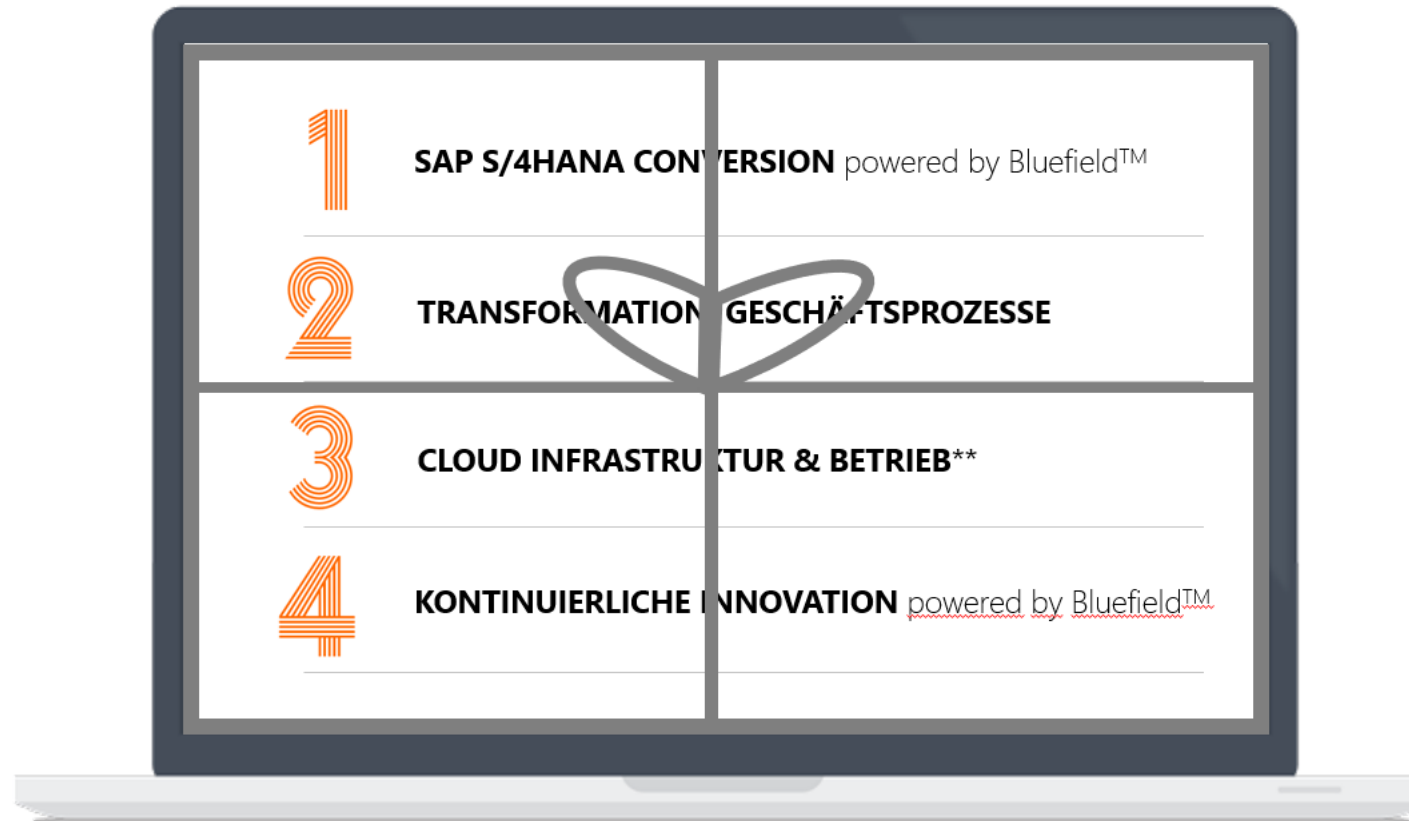 1
SAP S/4HANA CONVERSION powered by Bluefield™
2
TRANSFORMATION GESCHÄFTSPROZESSE
3
CLOUD INFRASTRUKTUR & BETRIEB**
4
KONTINUIERLICHE INNOVATION powered by Bluefield™